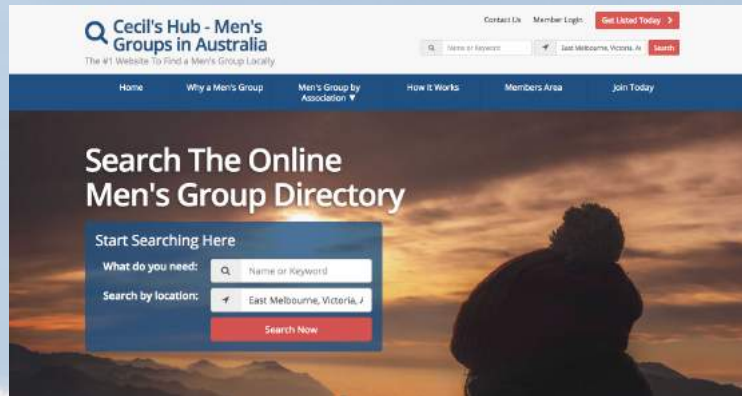 Contact Us Member Login Get Listed Today
Cecil's Hub - Men's
Groups in Australia
The #1 Website To Find a Men's Group Locally
Name or Keyword East Melbourne, Victoria, Search
Home Why a Men's Group Men's Group by
Association ▼ How It Works Members Area Join Today
Search The Online
Men's Group Directory
Start Searching Here
What do you need: Name or Keyword
Search by location: East Melbourne, Victoria,
Search Now